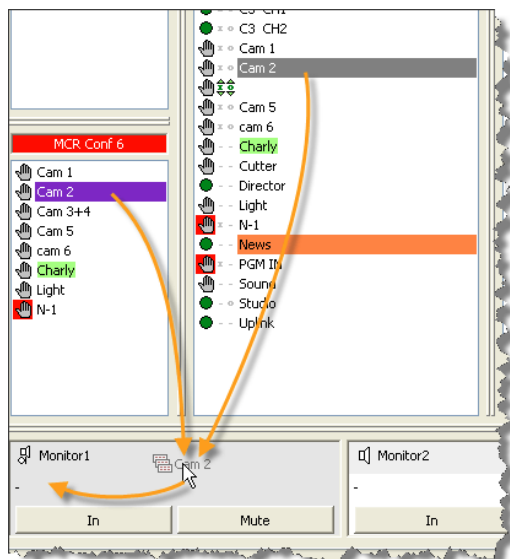 C3 CH1
C3 CH2
Cam 1
Cam 2
Cam 5
cam 6
Charly
Cutter
Director
Light
N-1
News
PGM IN
Sound
Studio
Uplink
MCR Conf 6
Cam 1
Cam 2
Cam 3+4
Cam 5
cam 6
Charly
Light
N-1
Monitor1
Cam 2
-
In
Mute
Monitor2
-
In